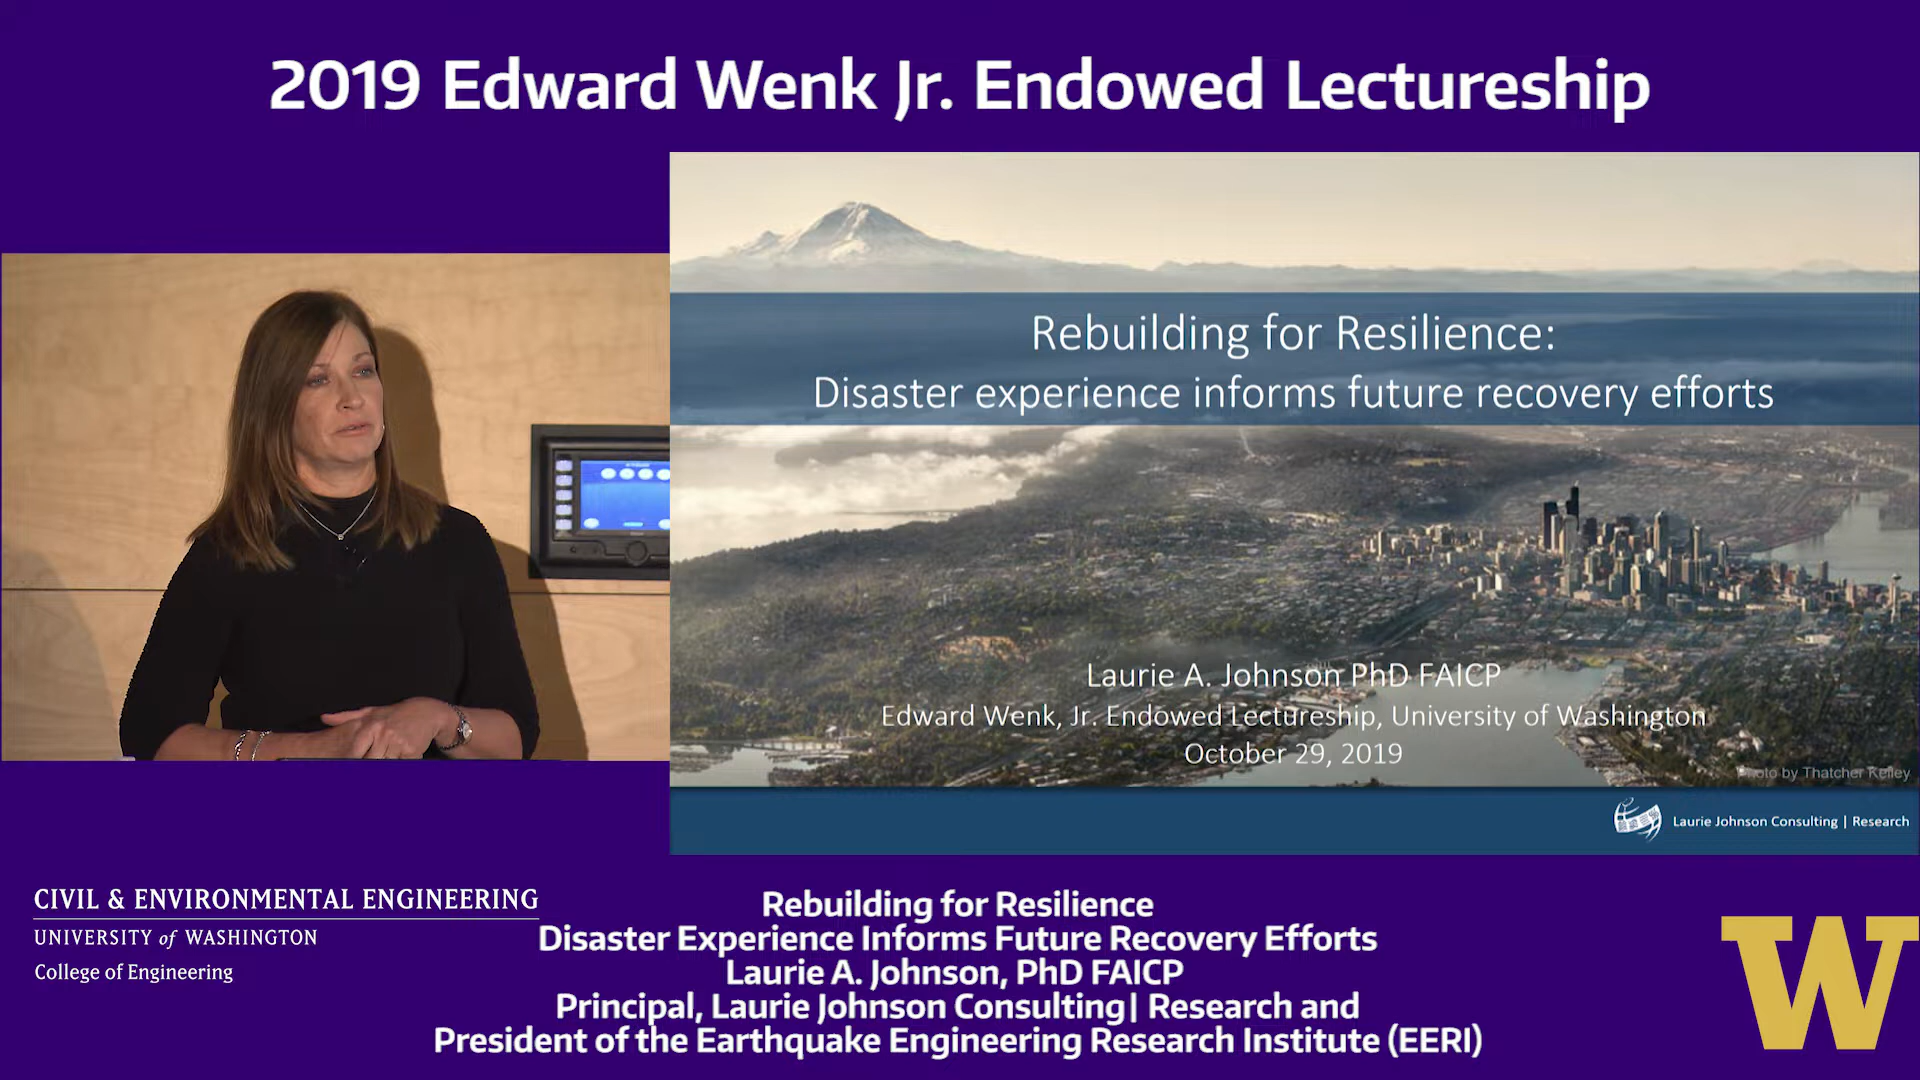 2019 Edward Wenk Jr. Endowed Lectureship
Rebuilding for Resilience:
Disaster experience informs future recovery efforts
Laurie A. Johnson PhD FAICP
Edward Wenk, Jr. Endowed Lectureship, University of Washington
October 29, 2019
Photo by Thatcher Kelley
Laurie Johnson Consulting | Research
CIVIL & ENVIRONMENTAL ENGINEERING
UNIVERSITY of WASHINGTON
College of Engineering
Rebuilding for Resilience
Disaster Experience Informs Future Recovery Efforts
Laurie A. Johnson, PhD FAICP
Principal, Laurie Johnson Consulting| Research and
President of the Earthquake Engineering Research Institute (EERI)
W